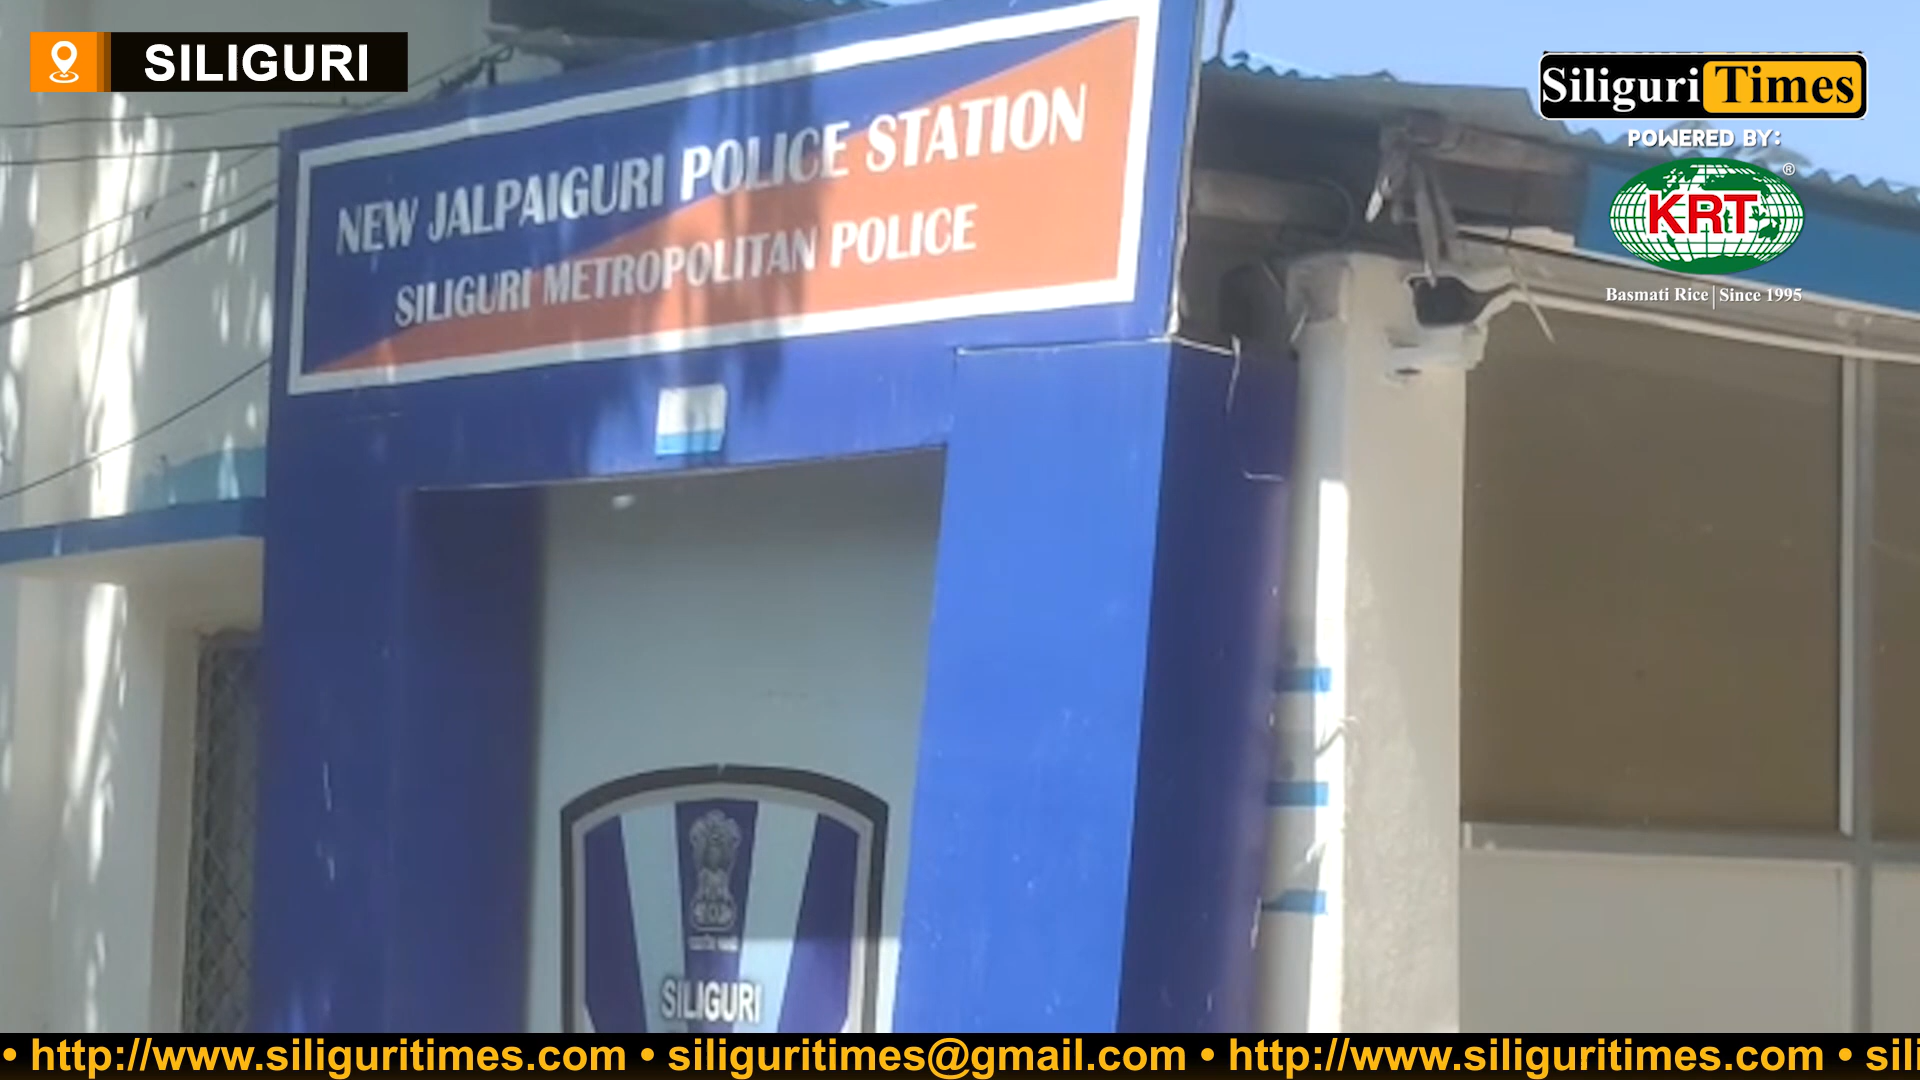 SILIGURI
Siliguri Times
POWERED BY:
KRT
®
Basmati Rice | Since 1995
NEW JALPAIGURI POLICE STATION
SILIGURI METROPOLITAN POLICE
SILIGURI
• http://www.siliguritimes.com • siliguritimes@gmail.com • http://www.siliguritimes.com • sili